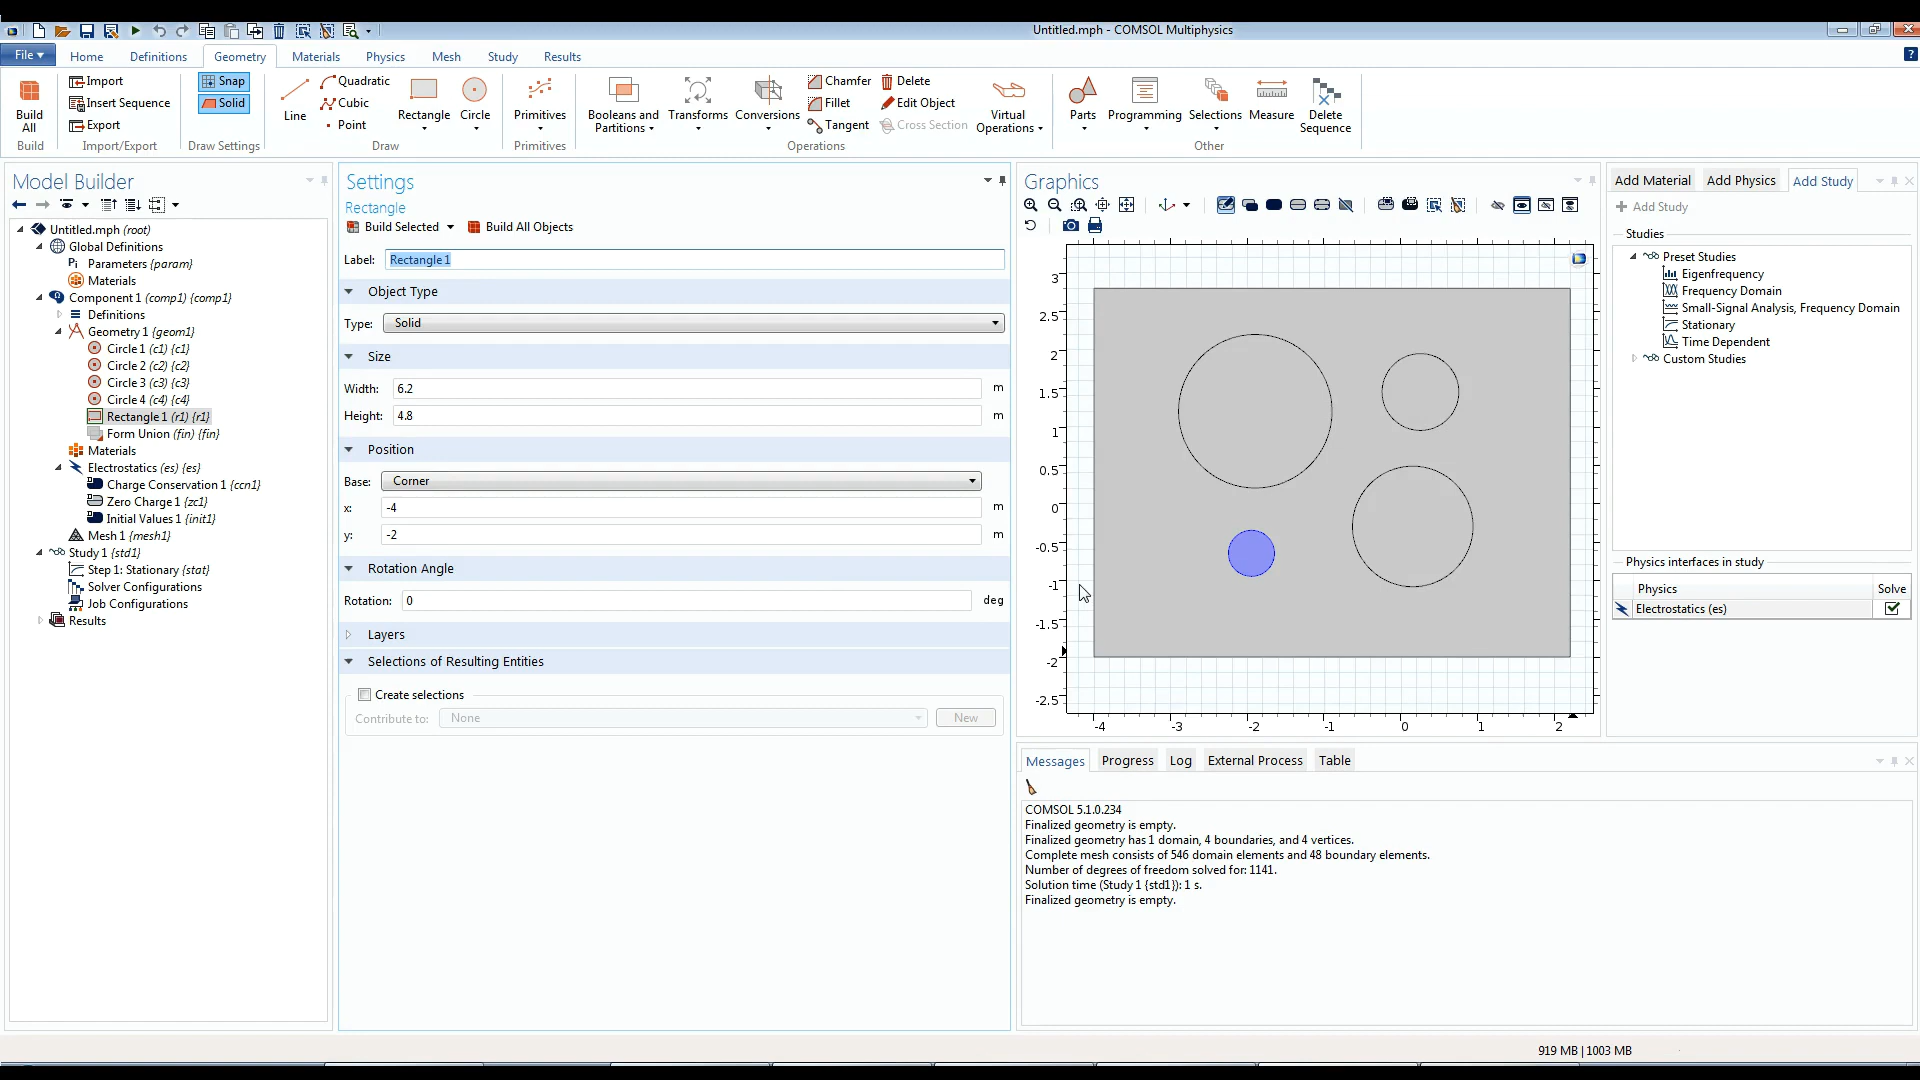 Untitled.mph - COMSOL Multiphysics
File Home Definitions Geometry Materials Physics Mesh Study Results
Build All
Build
Import
Insert Sequence
Export
Import/Export
Snap
Solid
Draw Settings
Line
Quadratic
Cubic
Point
Rectangle
Circle
Draw
Primitives
Primitives
Booleans and Partitions
Transforms
Conversions
Chamfer
Fillet
Tangent
Delete
Edit Object
Cross Section
Virtual Operations
Operations
Parts
Programming
Selections
Measure
Delete Sequence
Other
Model Builder
Untitled.mph (root)
Global Definitions
Pi Parameters {param}
Materials
Component 1 (comp1) {comp1}
Definitions
Geometry 1 {geom1}
Circle 1 (c1) {c1}
Circle 2 (c2) {c2}
Circle 3 (c3) {c3}
Circle 4 (c4) {c4}
Rectangle 1 (r1) {r1}
Form Union (fin) {fin}
Materials
Electrostatics (es) {es}
Charge Conservation 1 {ccn1}
Zero Charge 1 {zc1}
Initial Values 1 {init1}
Mesh 1 {mesh1}
Study 1 {std1}
Step 1: Stationary {stat}
Solver Configurations
Job Configurations
Results
Settings
Rectangle
Build Selected Build All Objects
Label: Rectangle 1
Object Type
Type: Solid
Size
Width: 6.2 m
Height: 4.8 m
Position
Base: Corner
x: -4 m
y: -2 m
Rotation Angle
Rotation: 0 deg
Layers
Selections of Resulting Entities
Create selections
Contribute to: None New
Graphics
3
2.5
2
1.5
1
0.5
0
-0.5
-1
-1.5
-2
-2.5
-4 -3 -2 -1 0 1 2
Messages Progress Log External Process Table
COMSOL 5.1.0.234
Finalized geometry is empty.
Finalized geometry has 1 domain, 4 boundaries, and 4 vertices.
Complete mesh consists of 546 domain elements and 48 boundary elements.
Number of degrees of freedom solved for: 1141.
Solution time (Study 1 {std1}): 1 s.
Finalized geometry is empty.
Add Material Add Physics Add Study
Add Study
Studies
Preset Studies
Eigenfrequency
Frequency Domain
Small-Signal Analysis, Frequency Domain
Stationary
Time Dependent
Custom Studies
Physics interfaces in study
Physics Solve
Electrostatics (es)
919 MB | 1003 MB